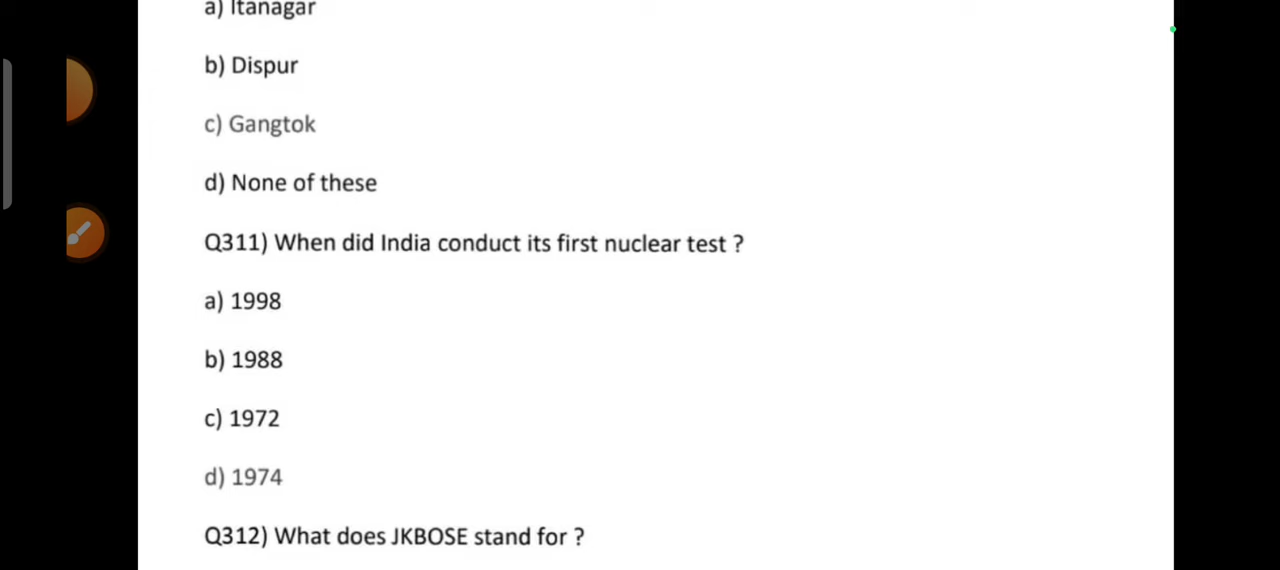 a) Itanagar
b) Dispur
c) Gangtok
d) None of these
Q311) When did India conduct its first nuclear test ?
a) 1998
b) 1988
c) 1972
d) 1974
Q312) What does JKBOSE stand for ?